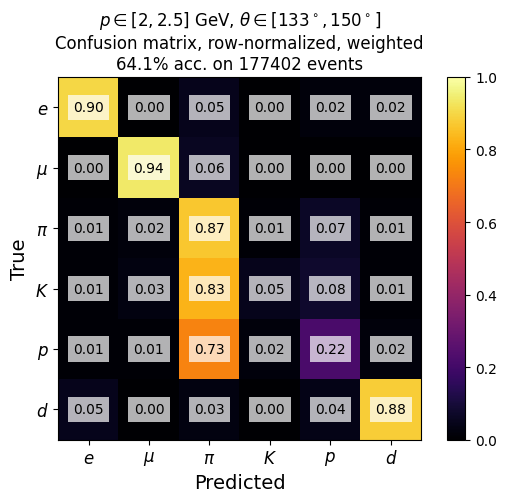 p ∈ [2, 2.5] GeV, θ ∈ [133°, 150°]
Confusion matrix, row-normalized, weighted
64.1% acc. on 177402 events
True
e 0.90 0.00 0.05 0.00 0.02 0.02
μ 0.00 0.94 0.06 0.00 0.00 0.00
π 0.01 0.02 0.87 0.01 0.07 0.01
K 0.01 0.03 0.83 0.05 0.08 0.01
p 0.01 0.01 0.73 0.02 0.22 0.02
d 0.05 0.00 0.03 0.00 0.04 0.88
e μ π K p d
Predicted
1.0
0.8
0.6
0.4
0.2
0.0